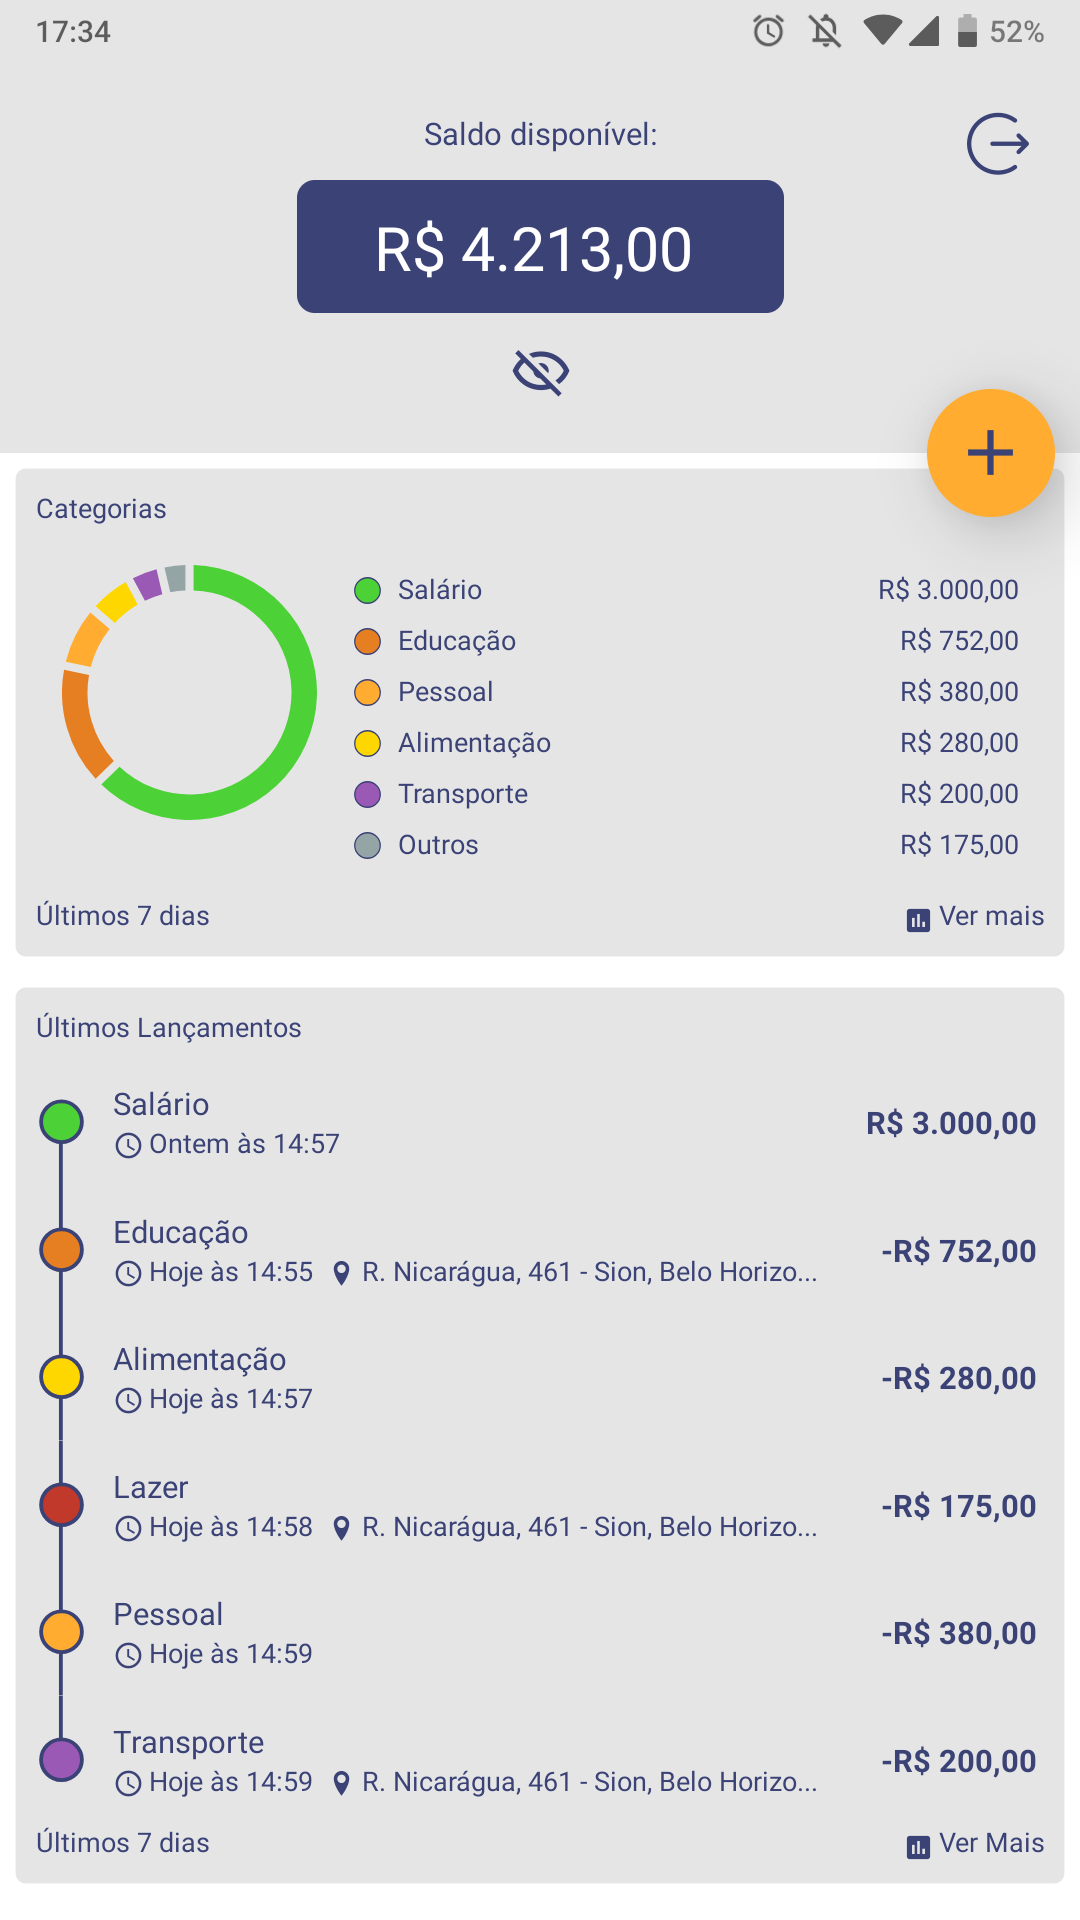 17:34 52%
Saldo disponível:
R$ 4.213,00
Categorias
Salário R$ 3.000,00
Educação R$ 752,00
Pessoal R$ 380,00
Alimentação R$ 280,00
Transporte R$ 200,00
Outros R$ 175,00
Últimos 7 dias Ver mais
Últimos Lançamentos
Salário
Ontem às 14:57 R$ 3.000,00
Educação
Hoje às 14:55 R. Nicarágua, 461 - Sion, Belo Horizo... -R$ 752,00
Alimentação
Hoje às 14:57 -R$ 280,00
Lazer
Hoje às 14:58 R. Nicarágua, 461 - Sion, Belo Horizo... -R$ 175,00
Pessoal
Hoje às 14:59 -R$ 380,00
Transporte
Hoje às 14:59 R. Nicarágua, 461 - Sion, Belo Horizo... -R$ 200,00
Últimos 7 dias Ver Mais